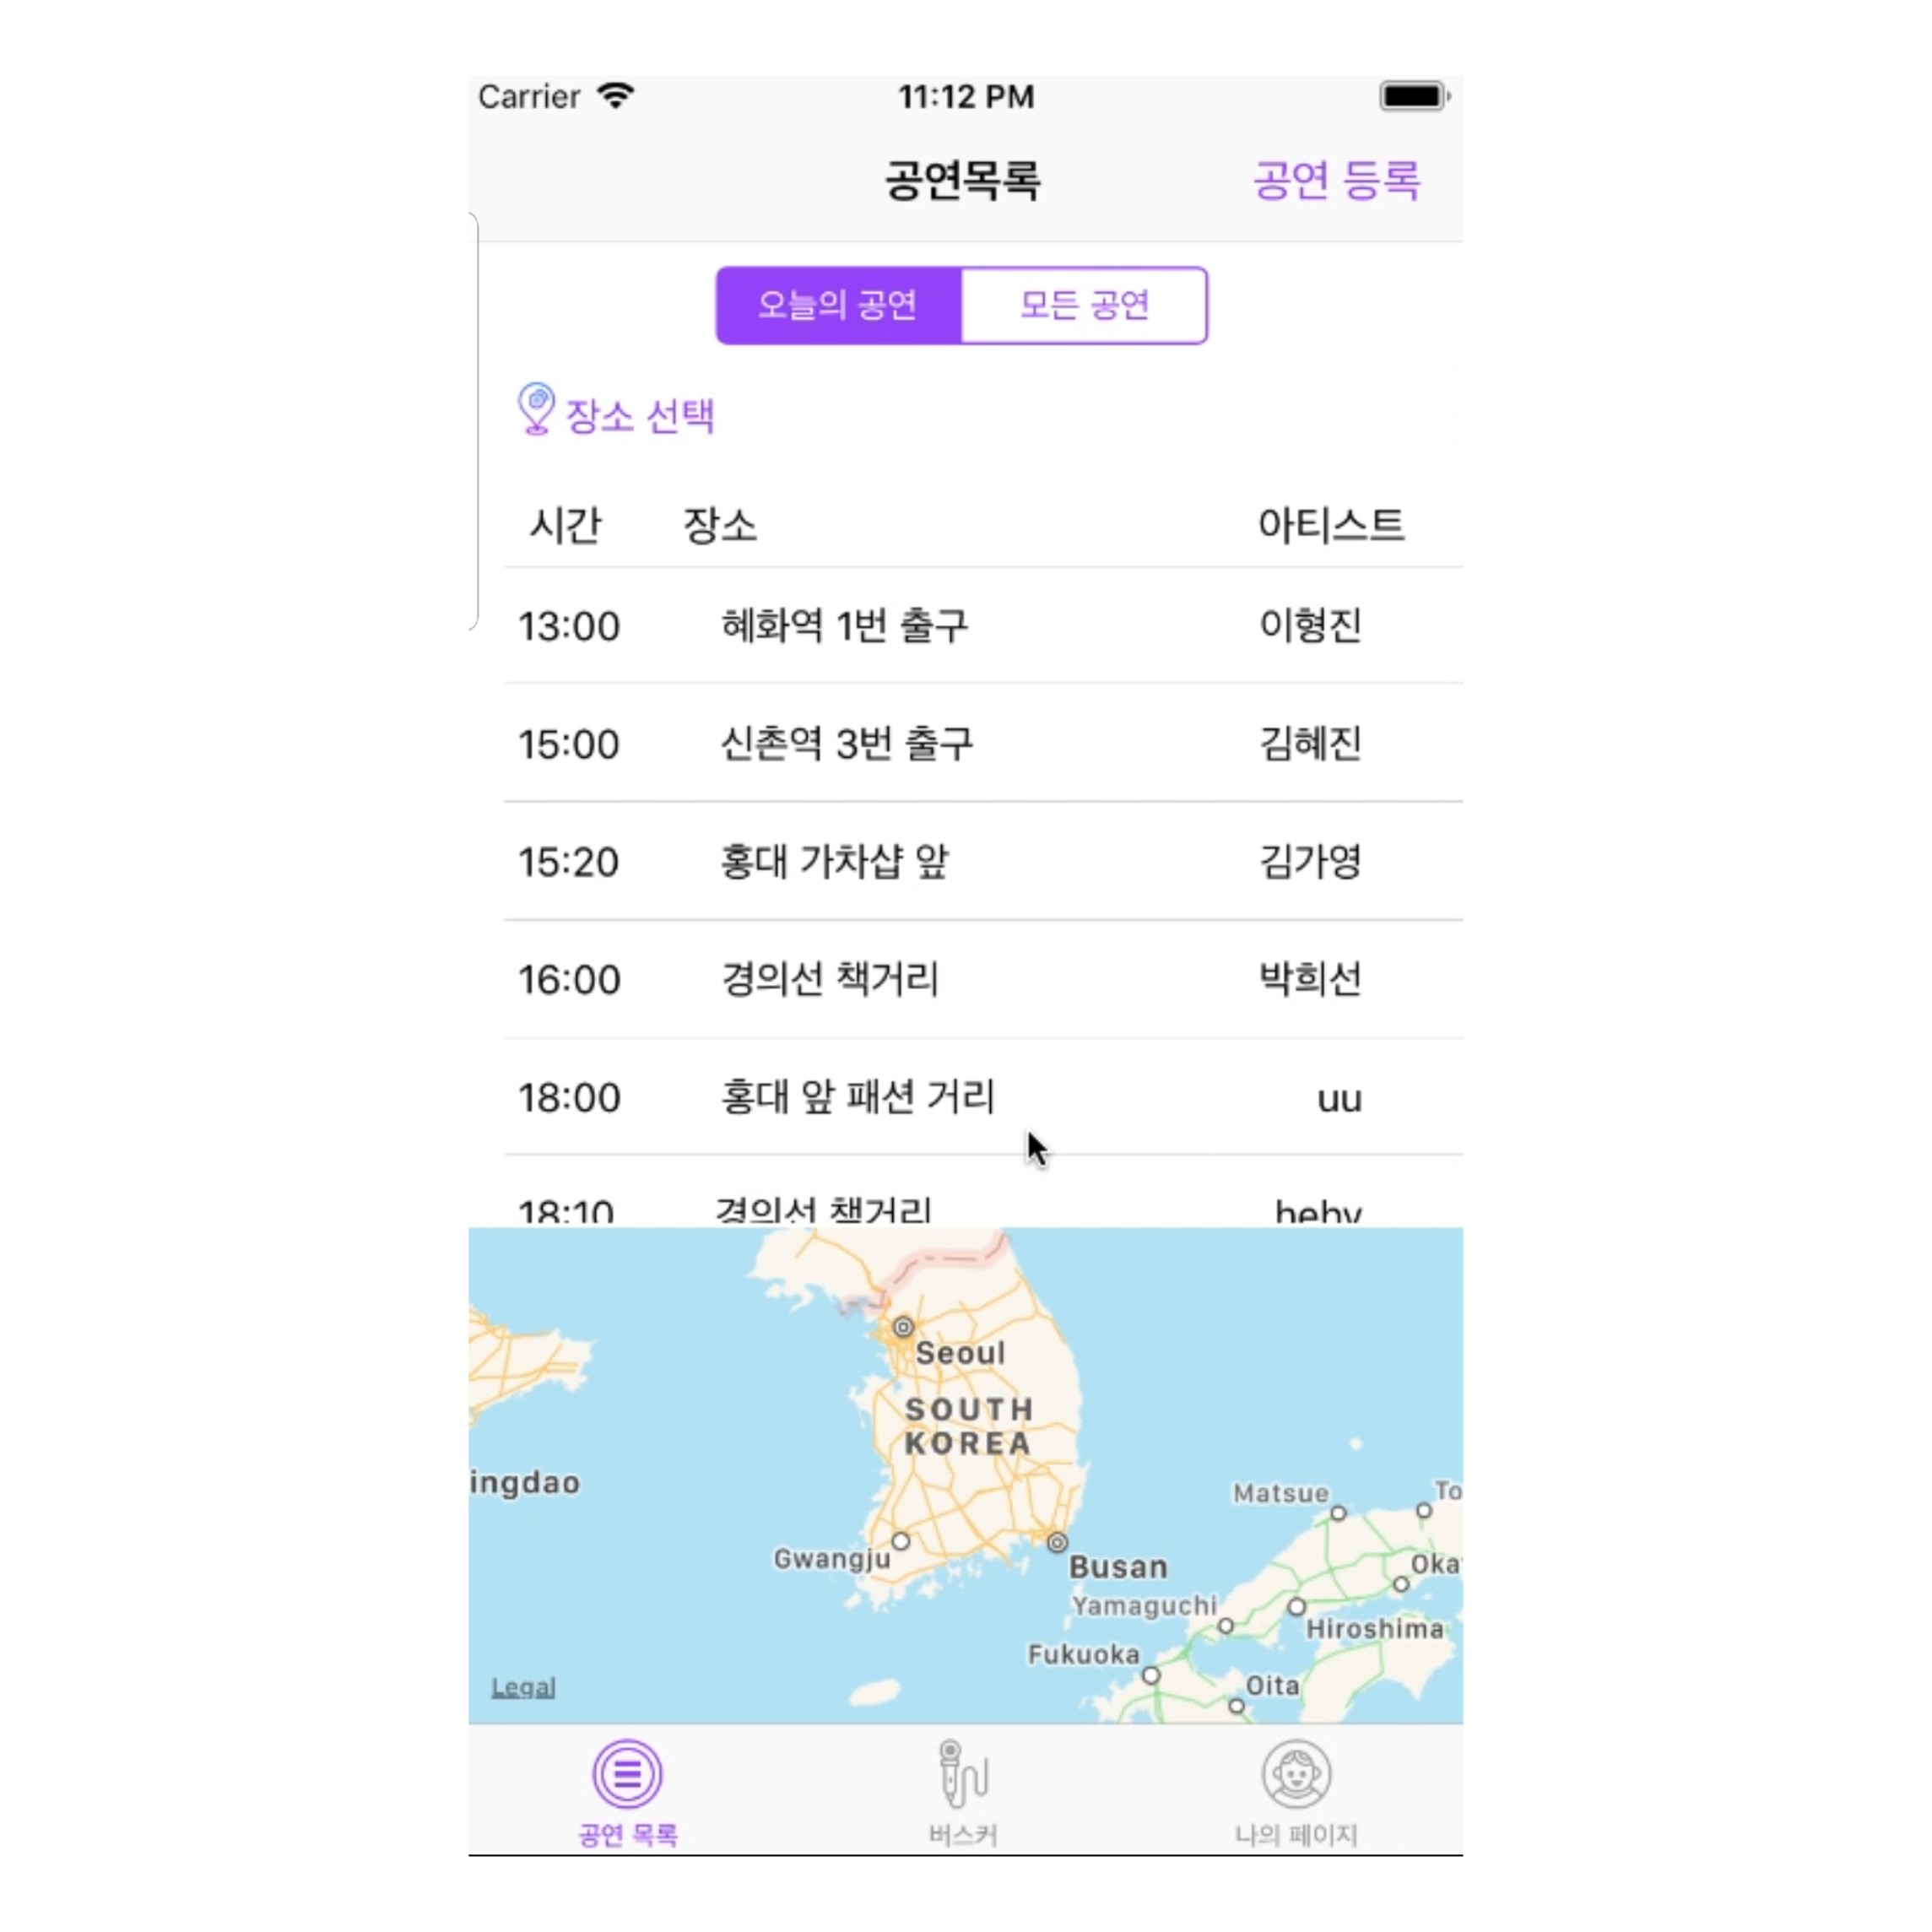 Carrier 11:12 PM
공연목록 공연 등록
오늘의 공연 모든 공연
장소 선택
시간 장소 아티스트
13:00 혜화역 1번 출구 이형진
15:00 신촌역 3번 출구 김혜진
15:20 홍대 가차샵 앞 김가영
16:00 경의선 책거리 박희선
18:00 홍대 앞 패션 거리 uu
18:10 경의선 책거리
Seoul
SOUTH
KOREA
ingdao
Matsue To
Gwangju
Oka
Busan
Yamaguchi
Hiroshima
Fukuoka
Oita
Legal
공연 목록 버스커 나의 페이지